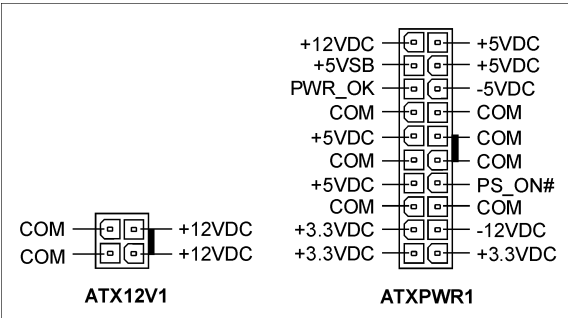 +12VDC +5VDC
+5VSB +5VDC
PWR_OK -5VDC
COM COM
+5VDC COM
COM COM
+5VDC PS_ON#
COM COM
COM +12VDC +3.3VDC -12VDC
COM +12VDC +3.3VDC +3.3VDC
ATX12V1 ATXPWR1